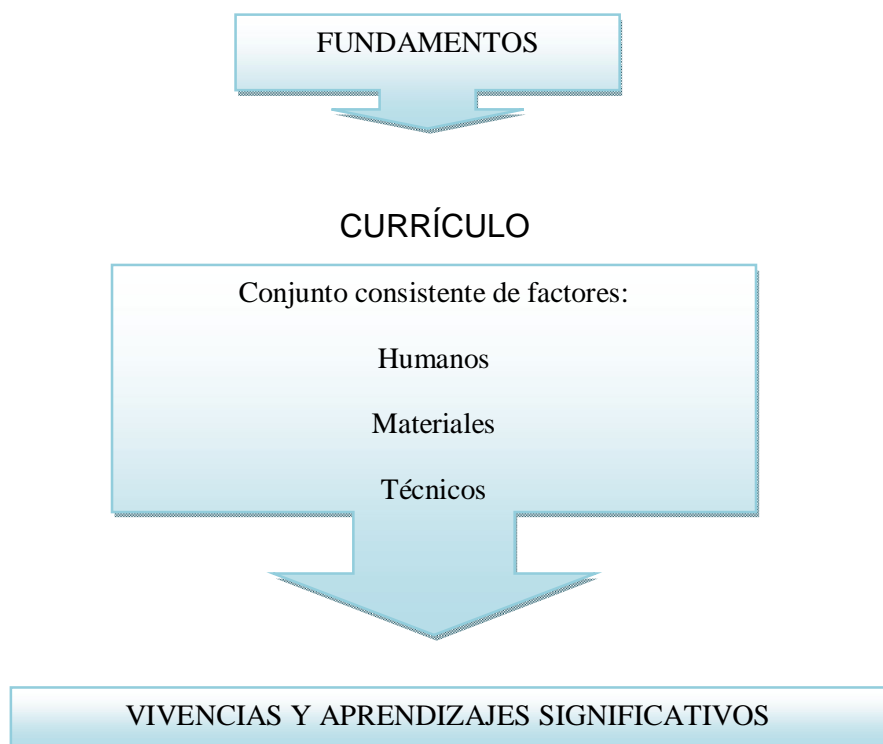 FUNDAMENTOS
CURRÍCULO
Conjunto consistente de factores:
Humanos
Materiales
Técnicos
VIVENCIAS Y APRENDIZAJES SIGNIFICATIVOS